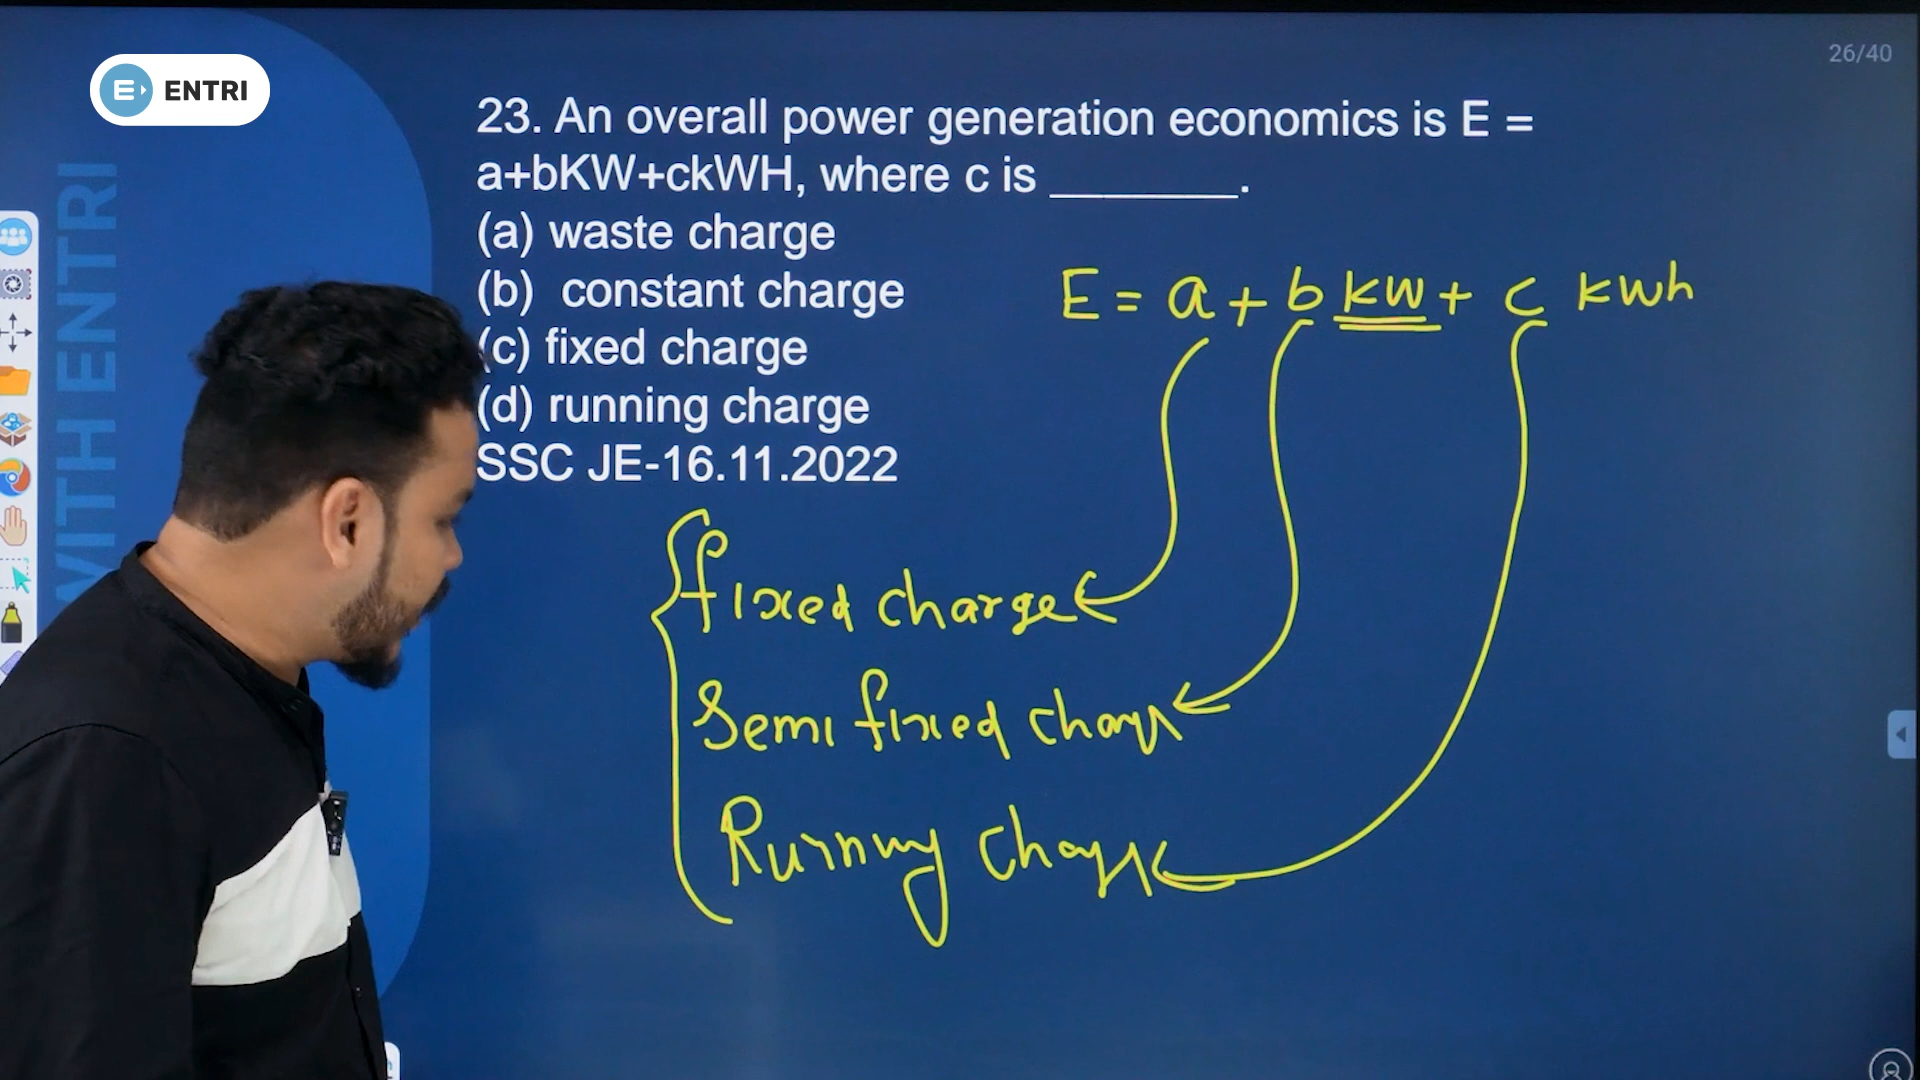 ENTRI
26/40
WITH ENTRI
23. An overall power generation economics is E =
a+bKW+ckWH, where c is ________.
(a) waste charge
(b) constant charge
(c) fixed charge
(d) running charge
SSC JE-16.11.2022
E = a + b kW + c kWh
fixed charge
Semi fixed charge
Running charge